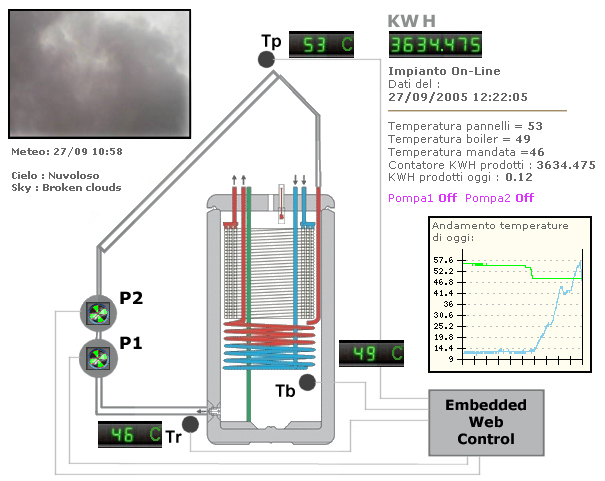 KWH
Tp
53 C
3634.475
Impianto On-Line
Dati del :
27/09/2005 12:22:05
Meteo: 27/09 10:58
Cielo : Nuvoloso
Sky : Broken clouds
Temperatura pannelli = 53
Temperatura boiler = 49
Temperatura mandata =46
Contatore KWH prodotti : 3634.475
KWH prodotti oggi : 0.12
Pompa1 Off Pompa2 Off
Andamento temperature
di oggi:
57.6
52.2
46.8
41.4
36
30.6
25.2
19.8
14.4
9
P2
P1
49 C
Tb
46 C
Tr
Embedded
Web
Control